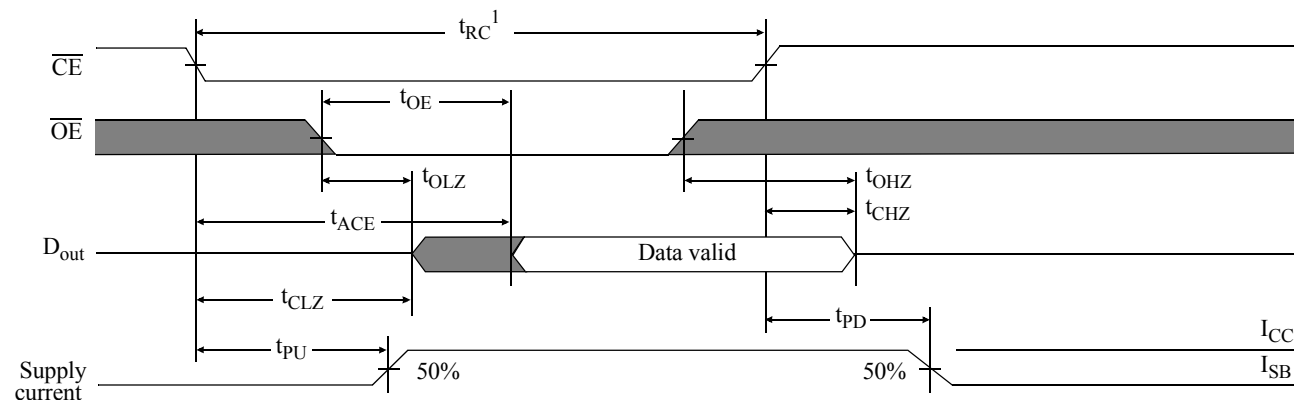 tRC1
CE
tOE
OE
tOLZ
tOHZ
tACE
tCHZ
Dout
Data valid
tCLZ
tPD
tPU
ICC
Supply
current
50%
50%
ISB